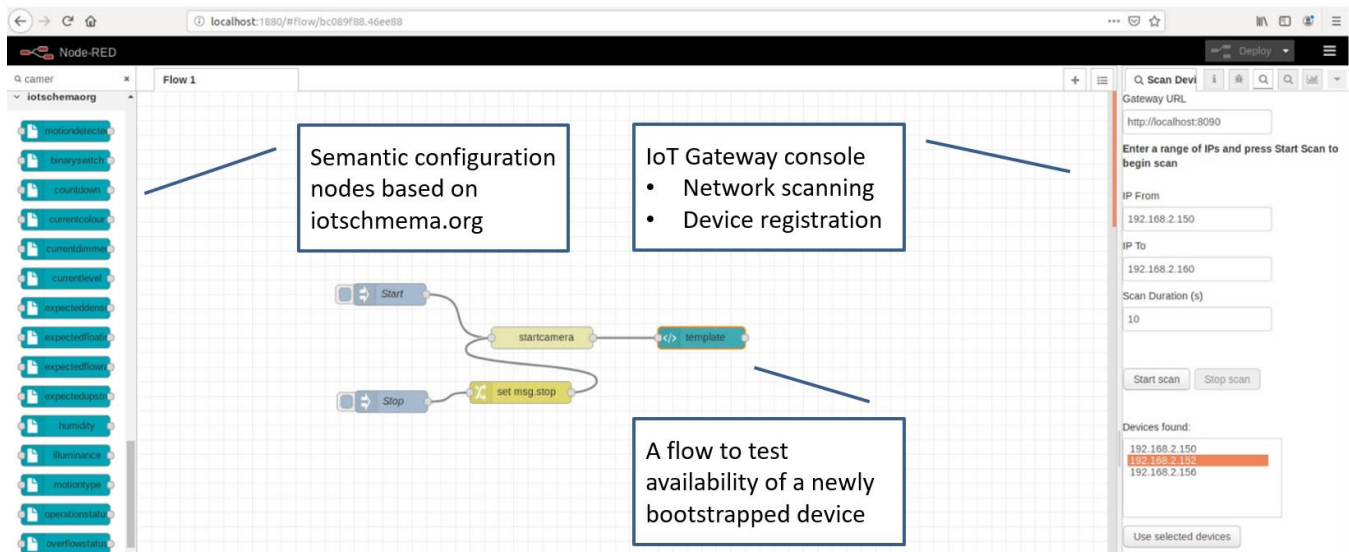 localhost:1880/#flow/bc089f88.46ee88
Node-RED
Deploy
camer
Flow 1
Scan Devi
iotschemaorg
motiondetected
binaryswitch
countdown
currentcolour
currentdimmer
currentlevel
expecteddens
expectedfloati
expectedflowr
expectedupstr
humidity
illuminance
motiontype
operationstatu
overflowstatus
Semantic configuration
nodes based on
iotschmema.org
IoT Gateway console
• Network scanning
• Device registration
Start
startcamera
template
Stop
set msg.stop
A flow to test
availability of a newly
bootstrapped device
Gateway URL
http://localhost:8090
Enter a range of IPs and press Start Scan to
begin scan
IP From
192.168.2.150
IP To
192.168.2.160
Scan Duration (s)
10
Start scan
Stop scan
Devices found:
192.168.2.150
192.168.2.152
192.168.2.156
Use selected devices